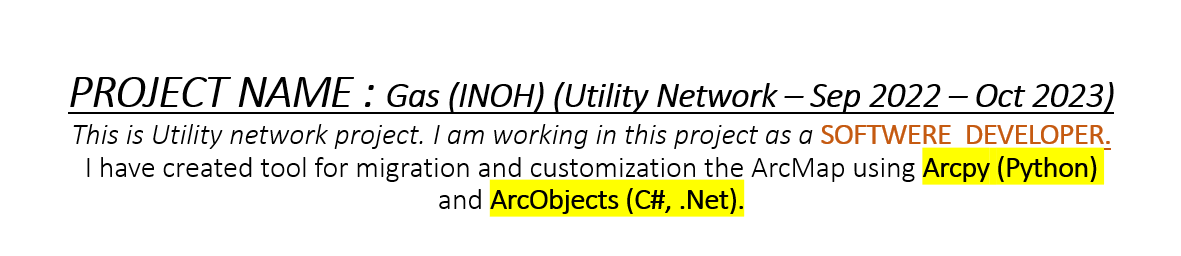 PROJECT NAME : Gas (INOH) (Utility Network – Sep 2022 – Oct 2023)
This is Utility network project. I am working in this project as a SOFTWERE  DEVELOPER.
I have created tool for migration and customization the ArcMap using Arcpy (Python)
and ArcObjects (C#, .Net).